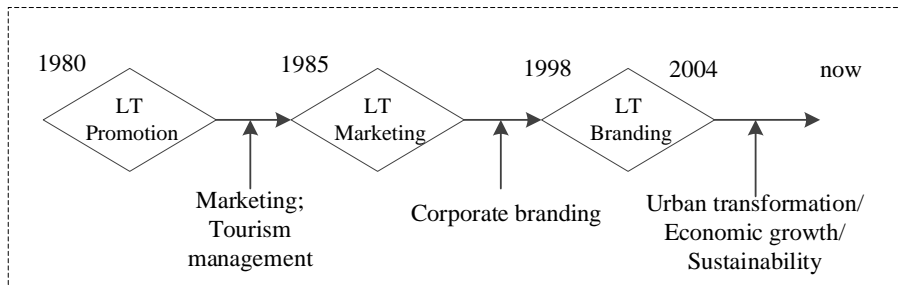 1980
1985
1998
2004
now
LT
Promotion
LT
Marketing
LT
Branding
Marketing;
Tourism
management
Corporate branding
Urban transformation/
Economic growth/
Sustainability